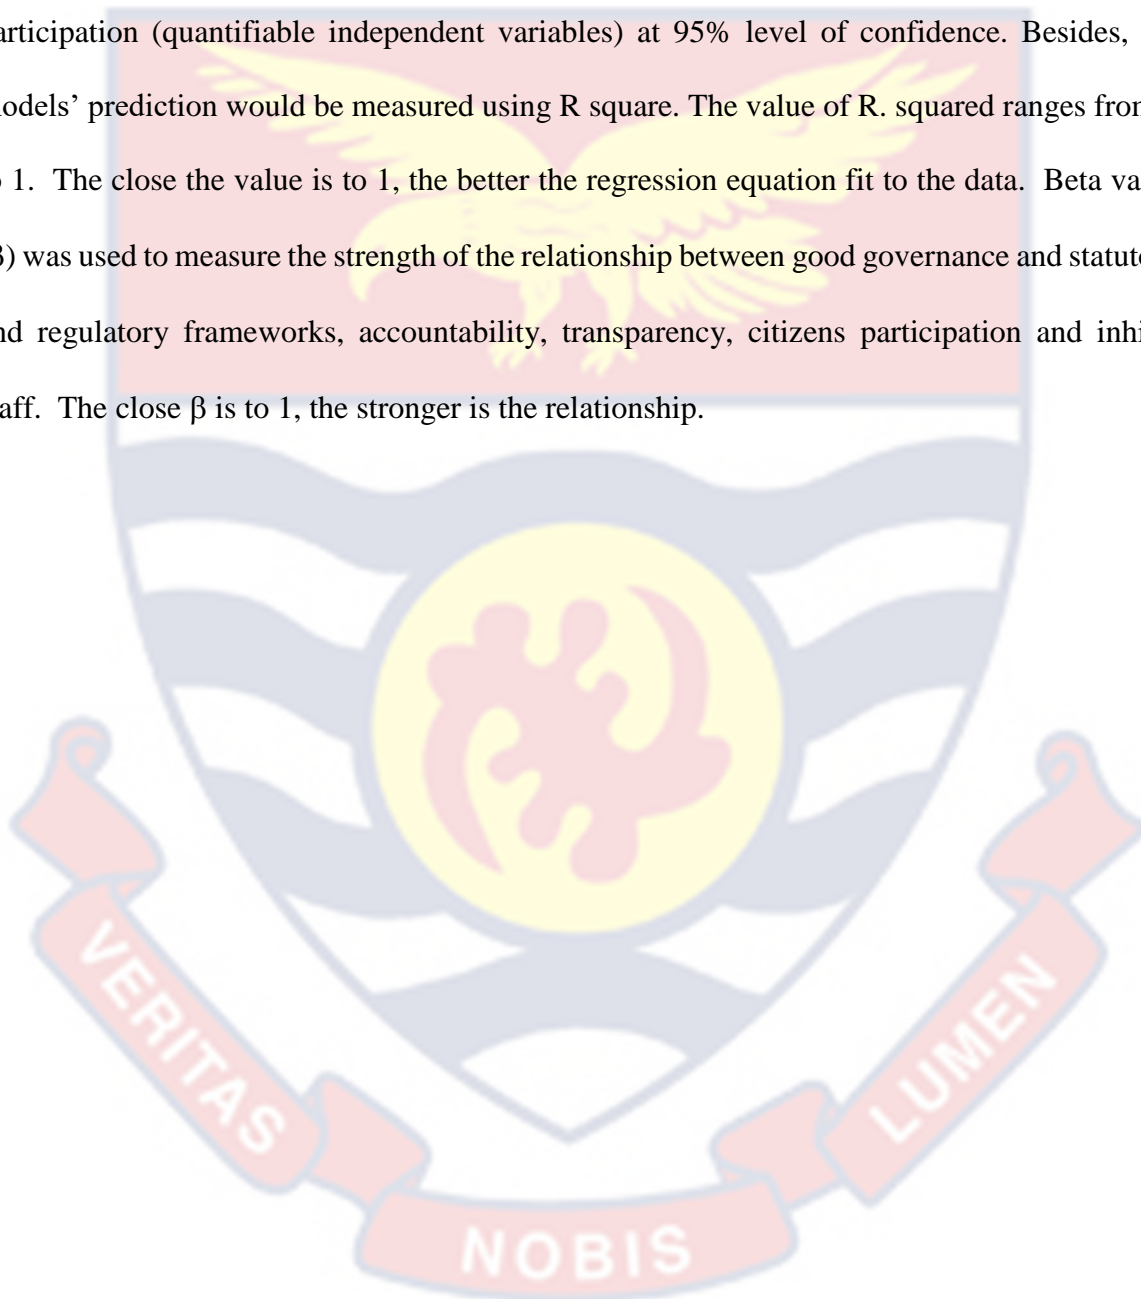 articipation (quantifiable independent variables) at 95% level of confidence. Besides,
odels’ prediction would be measured using R square. The value of R. squared ranges from
1. The close the value is to 1, the better the regression equation fit to the data. Beta va
) was used to measure the strength of the relationship between good governance and statuto
nd regulatory frameworks, accountability, transparency, citizens participation and inhi
aff. The close β is to 1, the stronger is the relationship.
VERITAS
NOBIS
LUMEN